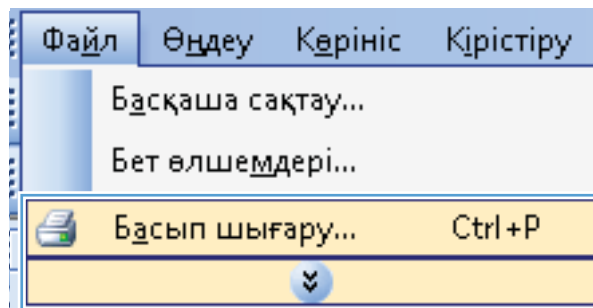 Файл Өңдеу Көрініс Кірістіру
Басқаша сақтау...
Бет өлшемдері...
Басып шығару... Ctrl+P